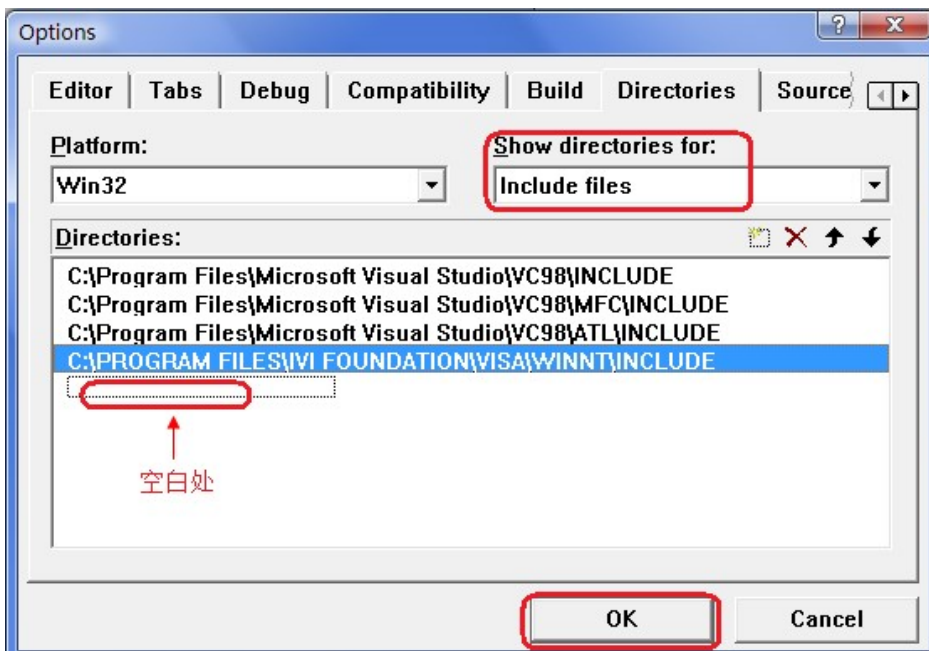 Options
Editor Tabs Debug Compatibility Build Directories Source
Platform: Show directories for:
Win32 Include files
Directories:
C:\Program Files\Microsoft Visual Studio\VC98\INCLUDE
C:\Program Files\Microsoft Visual Studio\VC98\MFC\INCLUDE
C:\Program Files\Microsoft Visual Studio\VC98\ATL\INCLUDE
C:\PROGRAM FILES\IVI FOUNDATION\VISA\WINNT\INCLUDE
空白处
OK Cancel